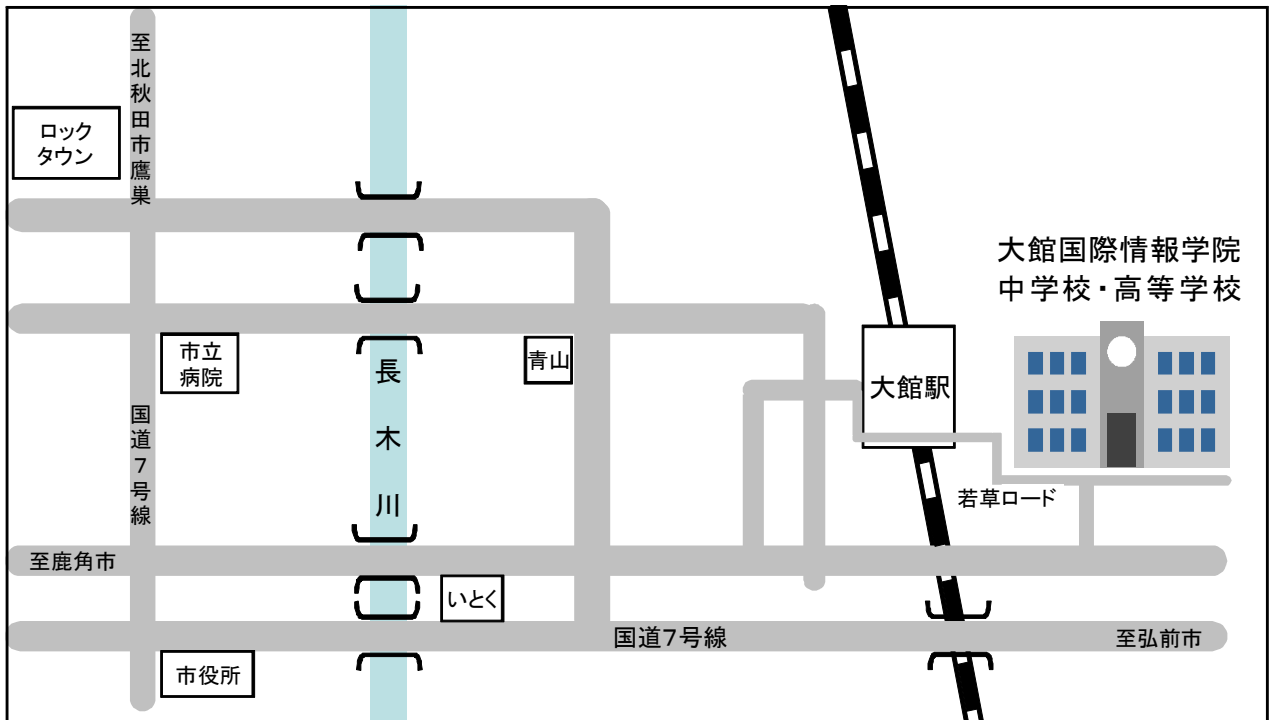 至北秋田市鷹巣
ロック
タウン
大館国際情報学院
中学校・高等学校
市立
病院
長木川
青山
大館駅
国道7号線
若草ロード
至鹿角市
いとく
国道7号線
至弘前市
市役所